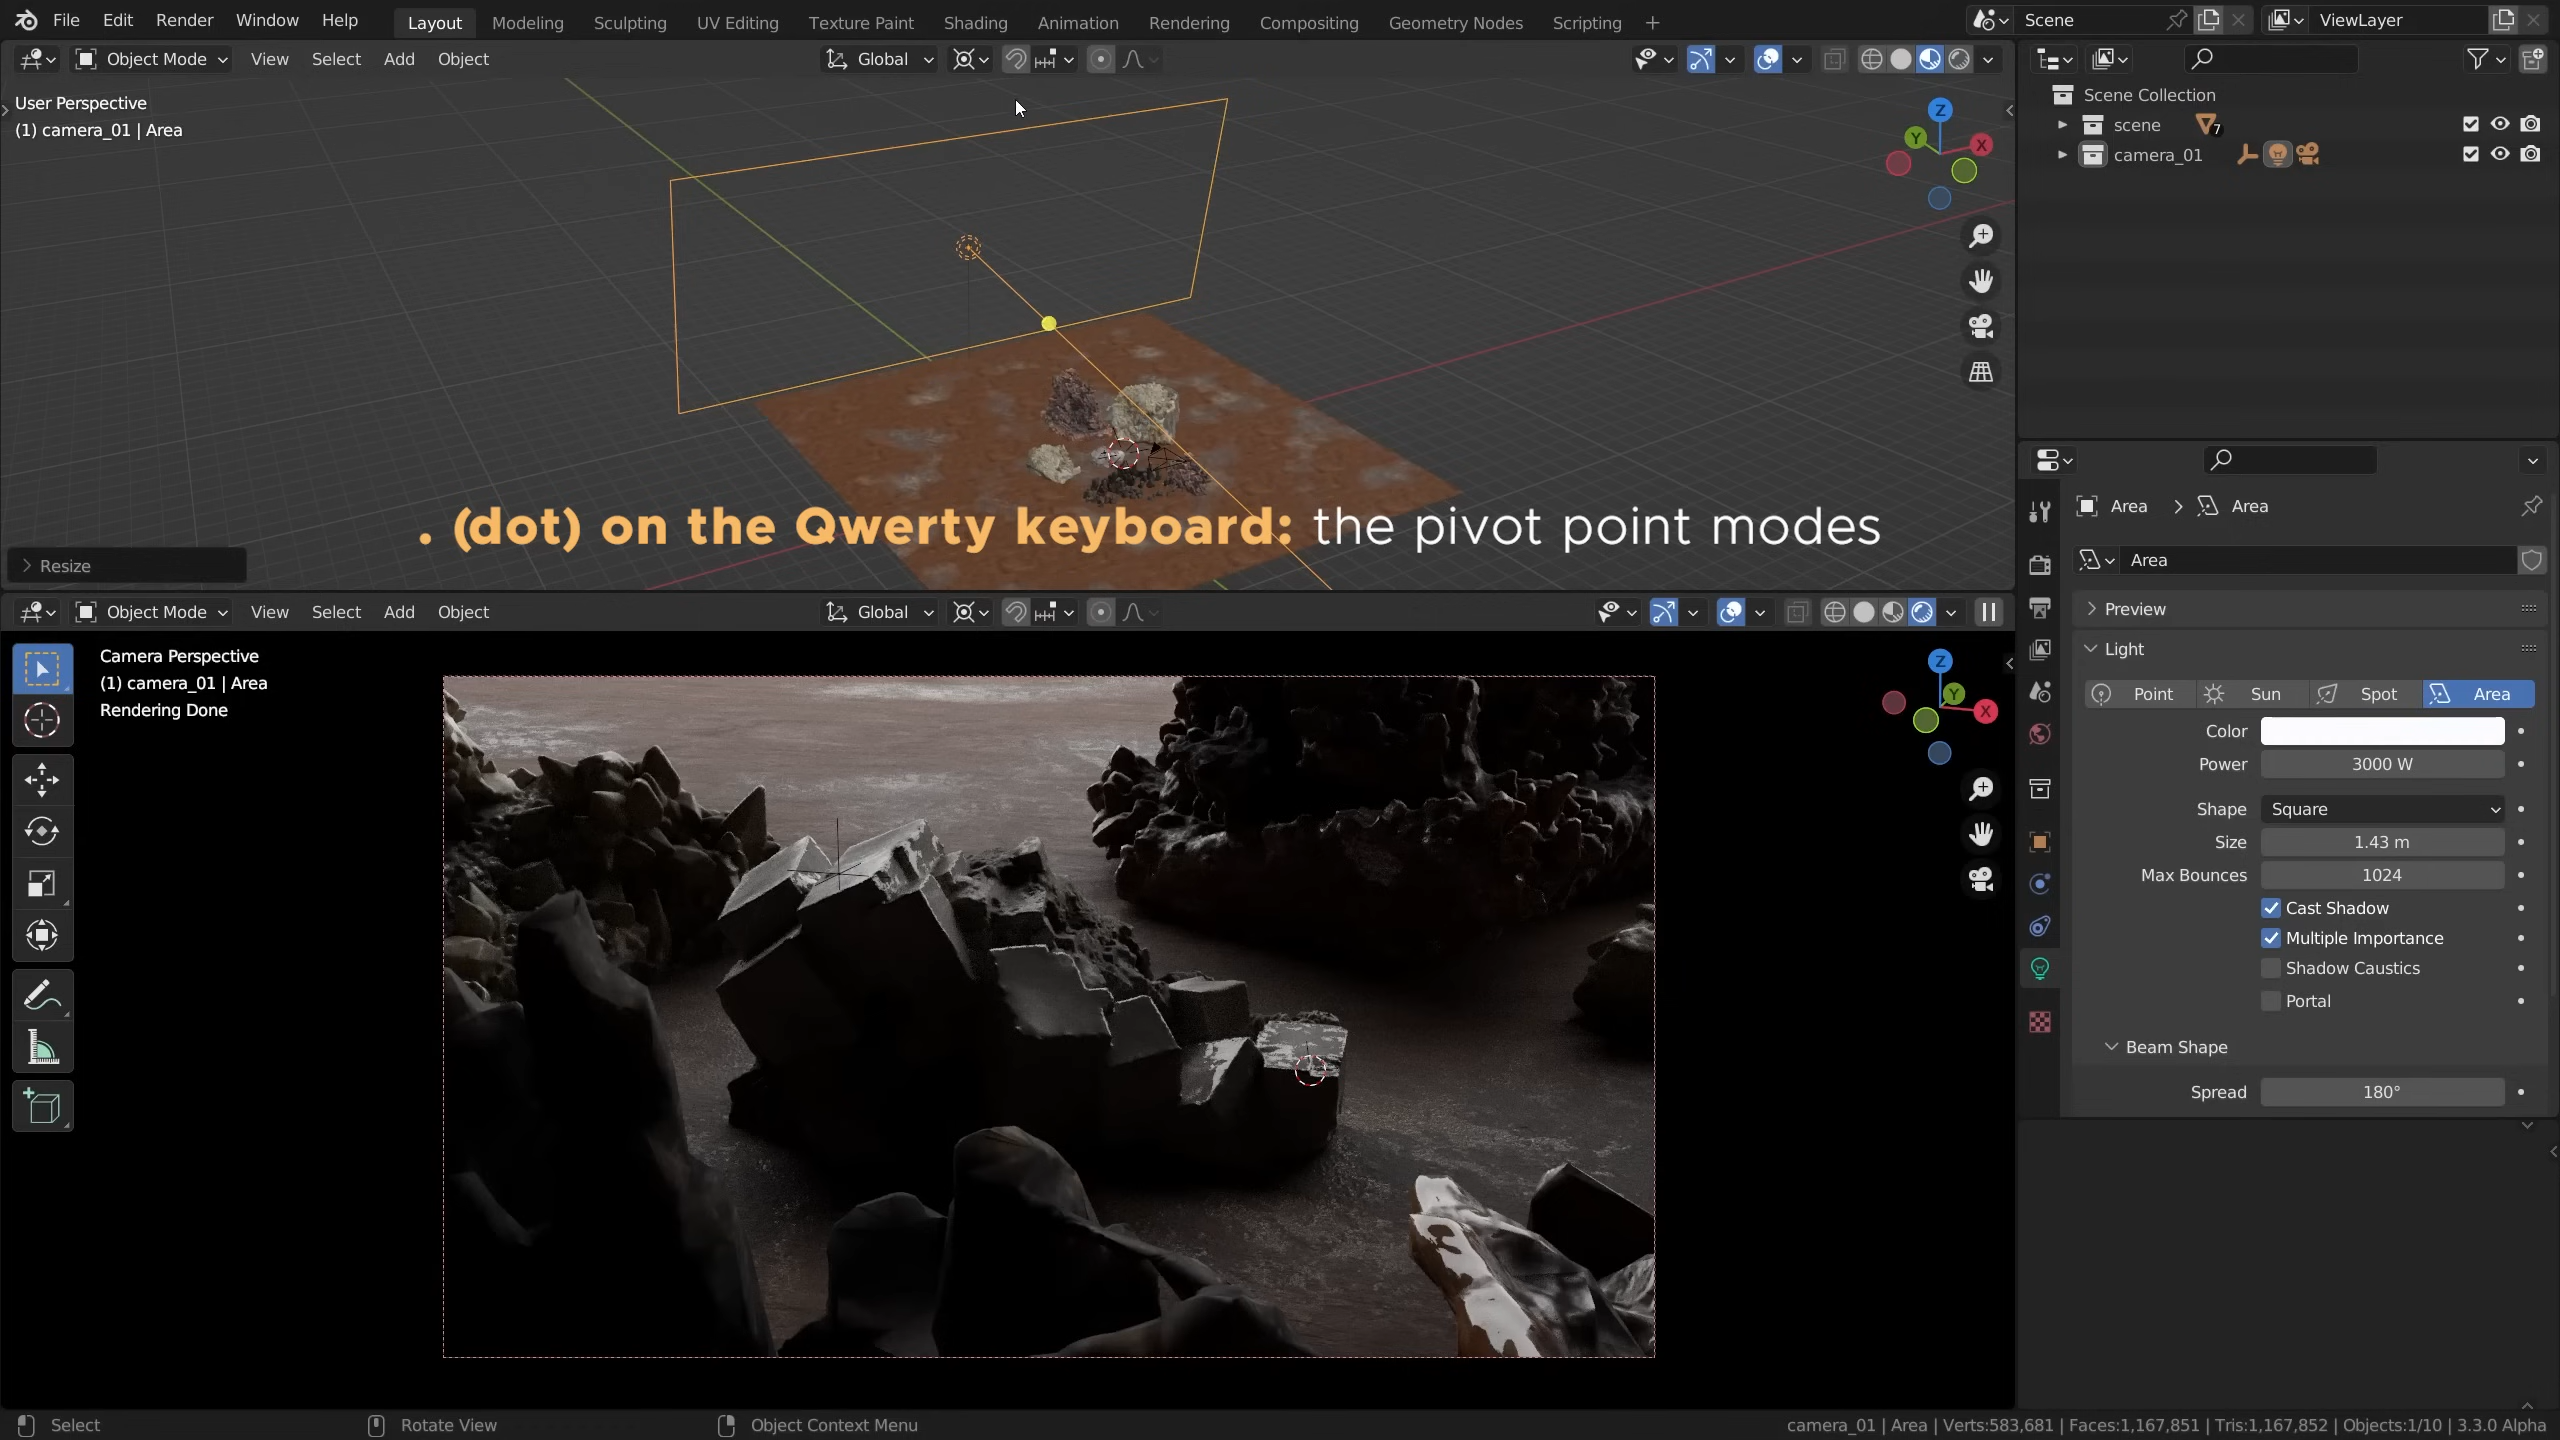 File Edit Render Window Help Layout Modeling Sculpting UV Editing Texture Paint Shading Animation Rendering Compositing Geometry Nodes Scripting + Scene ViewLayer
Object Mode View Select Add Object Global
User Perspective
(1) camera_01 | Area
Z
Y
X
. (dot) on the Qwerty keyboard: the pivot point modes
Resize
Object Mode View Select Add Object Global
Camera Perspective
(1) camera_01 | Area
Rendering Done
Z
Y
X
Scene Collection
scene 7
camera_01
Area > Area
Area
Preview
Light
Point Sun Spot Area
Color
Power 3000 W
Shape Square
Size 1.43 m
Max Bounces 1024
Cast Shadow
Multiple Importance
Shadow Caustics
Portal
Beam Shape
Spread 180°
Select Rotate View Object Context Menu camera_01 | Area | Verts:583,681 | Faces:1,167,851 | Tris:1,167,852 | Objects:1/10 | 3.3.0 Alpha